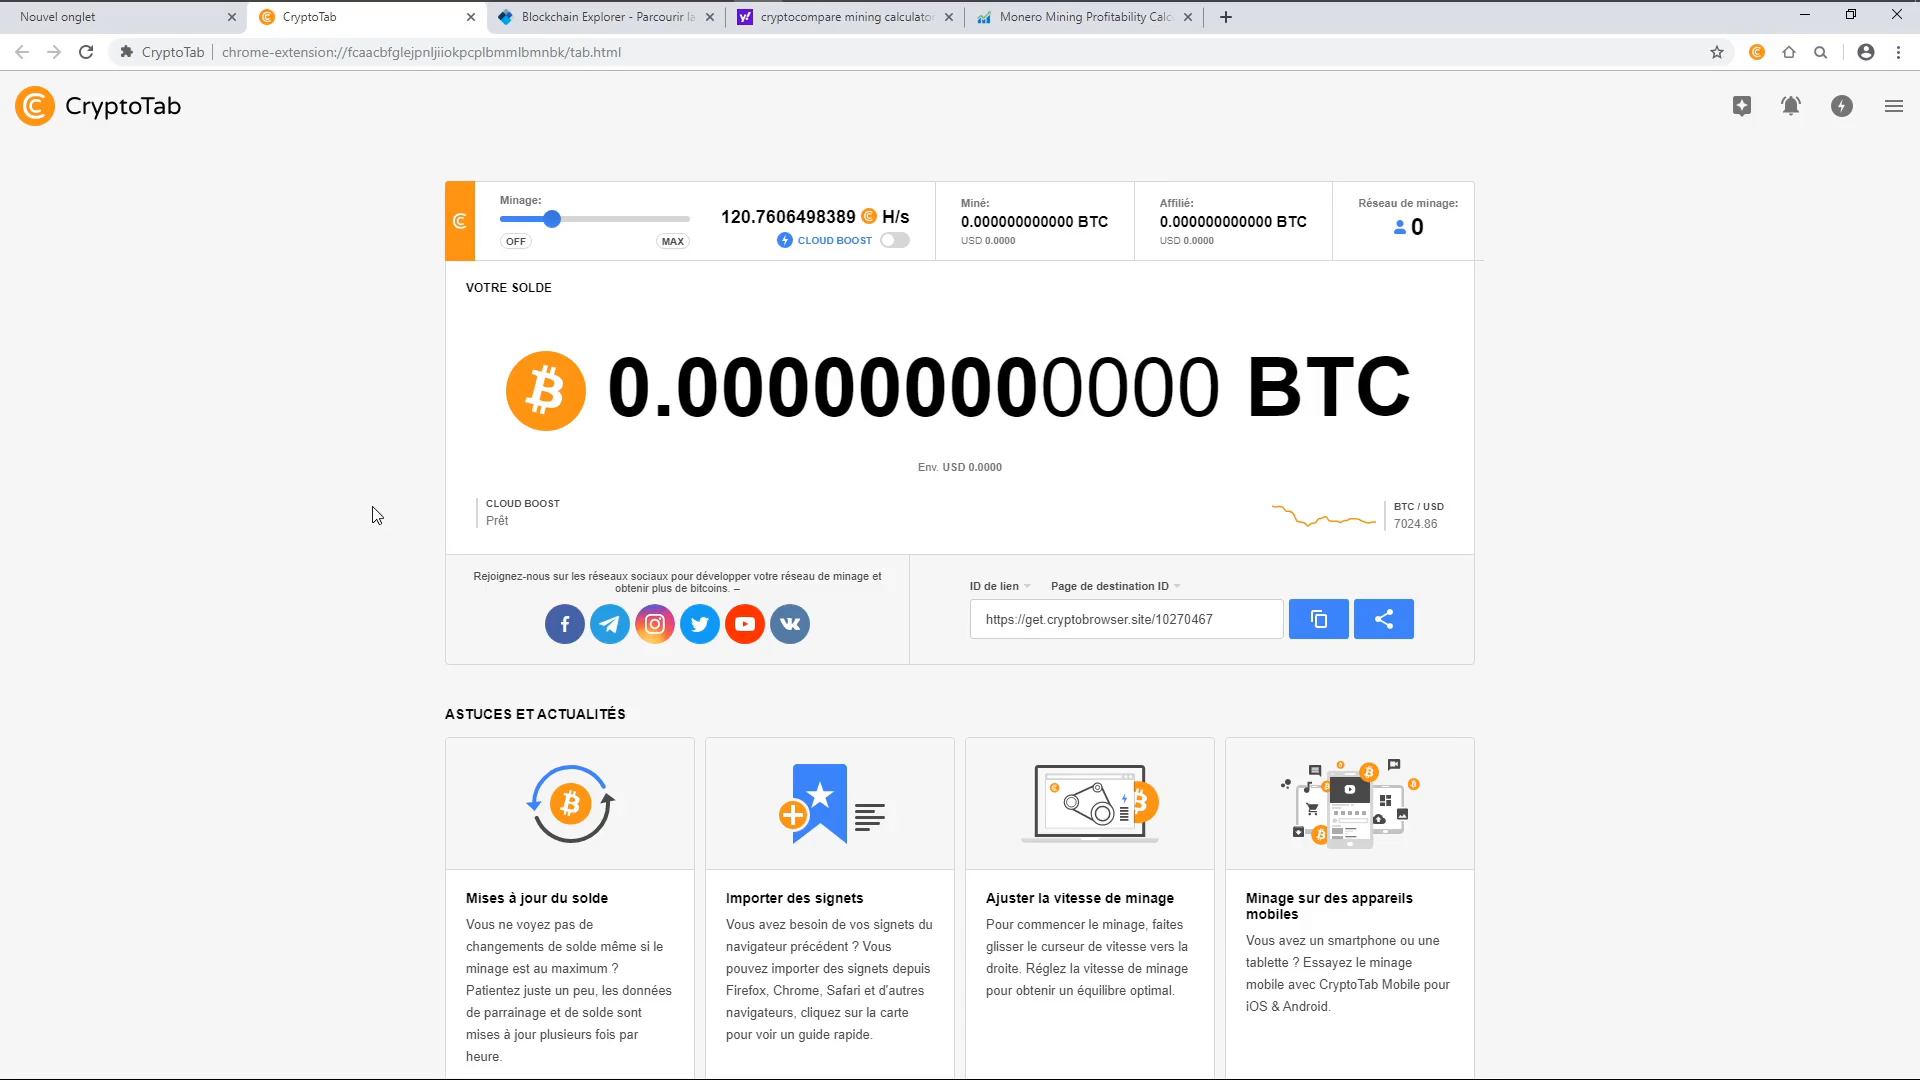 Nouvel onglet
CryptoTab
Blockchain Explorer - Parcourir la
cryptocompare mining calculator
Monero Mining Profitability Calc
CryptoTab
chrome-extension://fcaacbfglejpnljiiokpcplbmmlbmnbk/tab.html
CryptoTab
Minage:
OFF
MAX
120.7606498389 H/s
CLOUD BOOST
Miné:
0.000000000000 BTC
USD 0.0000
Affilié:
0.000000000000 BTC
USD 0.0000
Réseau de minage:
0
VOTRE SOLDE
0.000000000000 BTC
Env. USD 0.0000
CLOUD BOOST
Prêt
BTC / USD
7024.86
Rejoignez-nous sur les réseaux sociaux pour développer votre réseau de minage et
obtenir plus de bitcoins. –
ID de lien
Page de destination ID
https://get.cryptobrowser.site/10270467
ASTUCES ET ACTUALITÉS
Mises à jour du solde
Vous ne voyez pas de
changements de solde même si le
minage est au maximum ?
Patientez juste un peu, les données
de parrainage et de solde sont
mises à jour plusieurs fois par
heure.
Importer des signets
Vous avez besoin de vos signets du
navigateur précédent ? Vous
pouvez importer des signets depuis
Firefox, Chrome, Safari et d'autres
navigateurs, cliquez sur la carte
pour voir un guide rapide.
Ajuster la vitesse de minage
Pour commencer le minage, faites
glisser le curseur de vitesse vers la
droite. Réglez la vitesse de minage
pour obtenir un équilibre optimal.
Minage sur des appareils
mobiles
Vous avez un smartphone ou une
tablette ? Essayez le minage
mobile avec CryptoTab Mobile pour
iOS & Android.